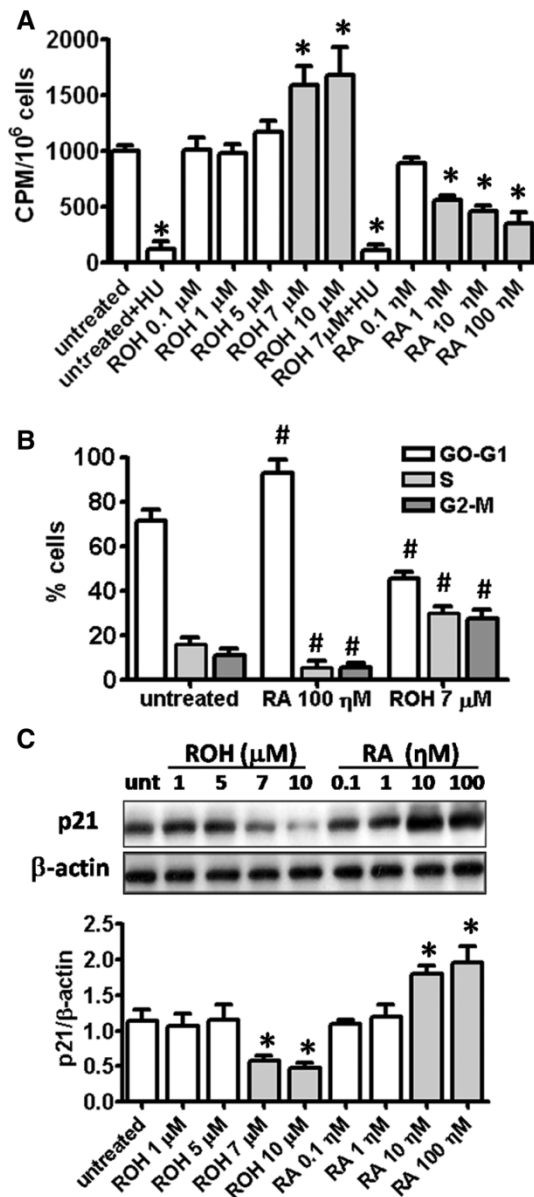 A
CPM/10⁶ cells
2000
1500
1000
500
0
* * * * * * *
untreated
untreated+HU
ROH 0.1 μM
ROH 1 μM
ROH 5 μM
ROH 7 μM
ROH 10 μM
ROH 7μM+HU
RA 0.1 ηM
RA 1 ηM
RA 10 ηM
RA 100 ηM
B
% cells
100
80
60
40
20
0
GO-G1
S
G2-M
# # # # # #
untreated
RA 100 ηM
ROH 7 μM
C
ROH (μM) RA (ηM)
unt 1 5 7 10 0.1 1 10 100
p21
β-actin
p21/β-actin
2.5
2.0
1.5
1.0
0.5
0.0
* * * *
untreated
ROH 1 μM
ROH 5 μM
ROH 7 μM
ROH 10 μM
RA 0.1 ηM
RA 1 ηM
RA 10 ηM
RA 100 ηM